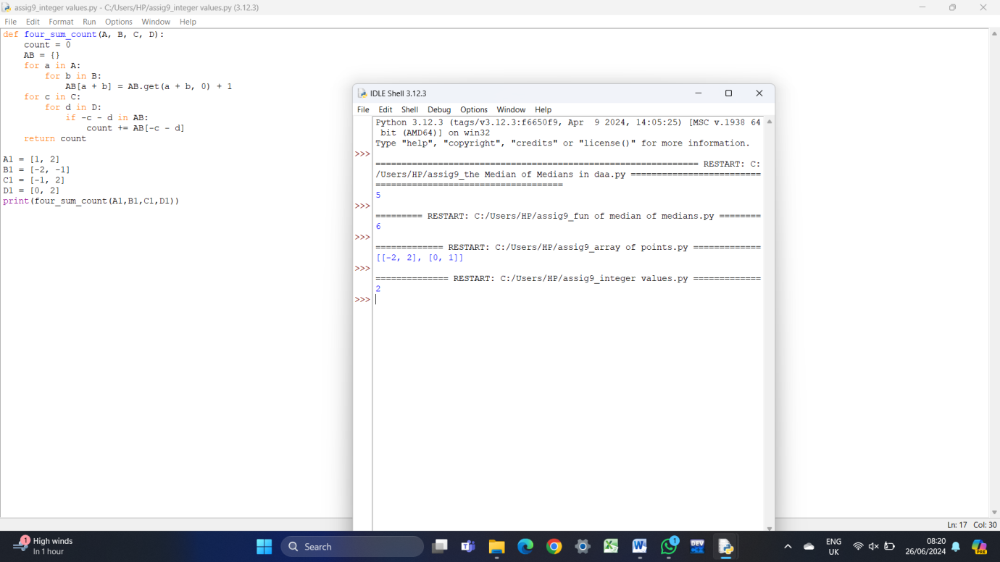 assig9_integer values.py - C:/Users/HP/assig9_integer values.py (3.12.3)
File Edit Format Run Options Window Help
def four_sum_count(A, B, C, D):
    count = 0
    AB = {}
    for a in A:
        for b in B:
            AB[a + b] = AB.get(a + b, 0) + 1
    for c in C:
        for d in D:
            if -c - d in AB:
                count += AB[-c - d]
    return count
A1 = [1, 2]
B1 = [-2, -1]
C1 = [-1, 2]
D1 = [0, 2]
print(four_sum_count(A1,B1,C1,D1))
IDLE Shell 3.12.3
File Edit Shell Debug Options Window Help
Python 3.12.3 (tags/v3.12.3:f6650f9, Apr  9 2024, 14:05:25) [MSC v.1938 64
 bit (AMD64)] on win32
Type "help", "copyright", "credits" or "license()" for more information.
>>>
============================================================== RESTART: C:
/Users/HP/assig9_the Median of Medians in daa.py =========================
====================================
5
>>>
========= RESTART: C:/Users/HP/assig9_fun of median of medians.py ========
6
>>>
============= RESTART: C:/Users/HP/assig9_array of points.py =============
[[-2, 2], [0, 1]]
>>>
============== RESTART: C:/Users/HP/assig9_integer values.py =============
2
>>>
Ln: 17 Col: 30
1
High winds
In 1 hour
Search
1
DEV
C++
ENG
UK
08:20
26/06/2024
PRE